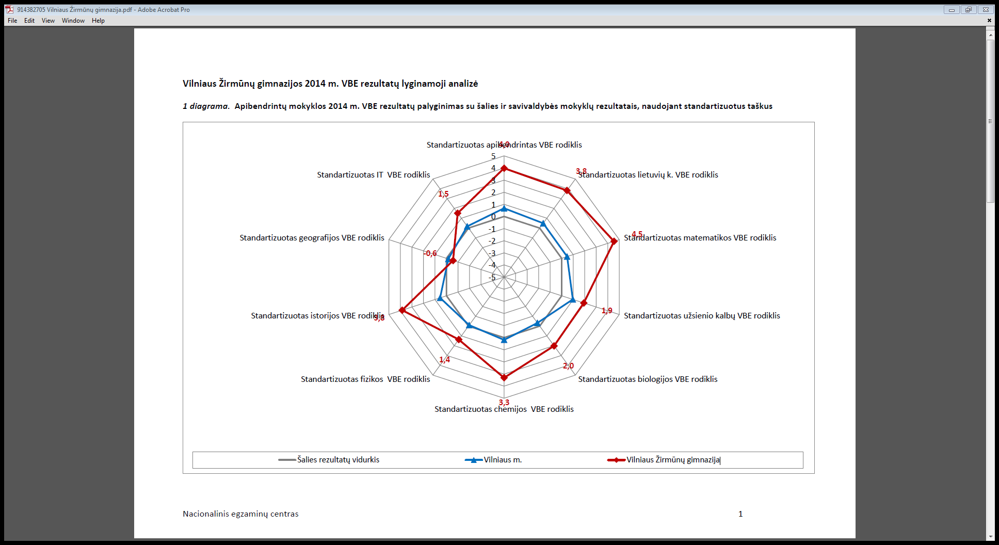 914382705 Vilniaus Žirmūnų gimnazija.pdf - Adobe Acrobat Pro
File Edit View Window Help
Vilniaus Žirmūnų gimnazijos 2014 m. VBE rezultatų lyginamoji analizė
1 diagrama. Apibendrintų mokyklos 2014 m. VBE rezultatų palyginimas su šalies ir savivaldybės mokyklų rezultatais, naudojant standartizuotus taškus
Standartizuotas apibendrintas VBE rodiklis
4,0
5
4
3
2
1
0
-1
-2
-3
-4
-5
3,8
Standartizuotas lietuvių k. VBE rodiklis
4,5
Standartizuotas matematikos VBE rodiklis
1,9
Standartizuotas užsienio kalbų VBE rodiklis
2,0
Standartizuotas biologijos VBE rodiklis
3,3
Standartizuotas chemijos VBE rodiklis
1,4
Standartizuotas fizikos VBE rodiklis
Standartizuotas istorijos VBE rodiklis
3,8
-0,6
Standartizuotas geografijos VBE rodiklis
1,5
Standartizuotas IT VBE rodiklis
Šalies rezultatų vidurkis
Vilniaus m.
Vilniaus Žirmūnų gimnazija
Nacionalinis egzaminų centras
1